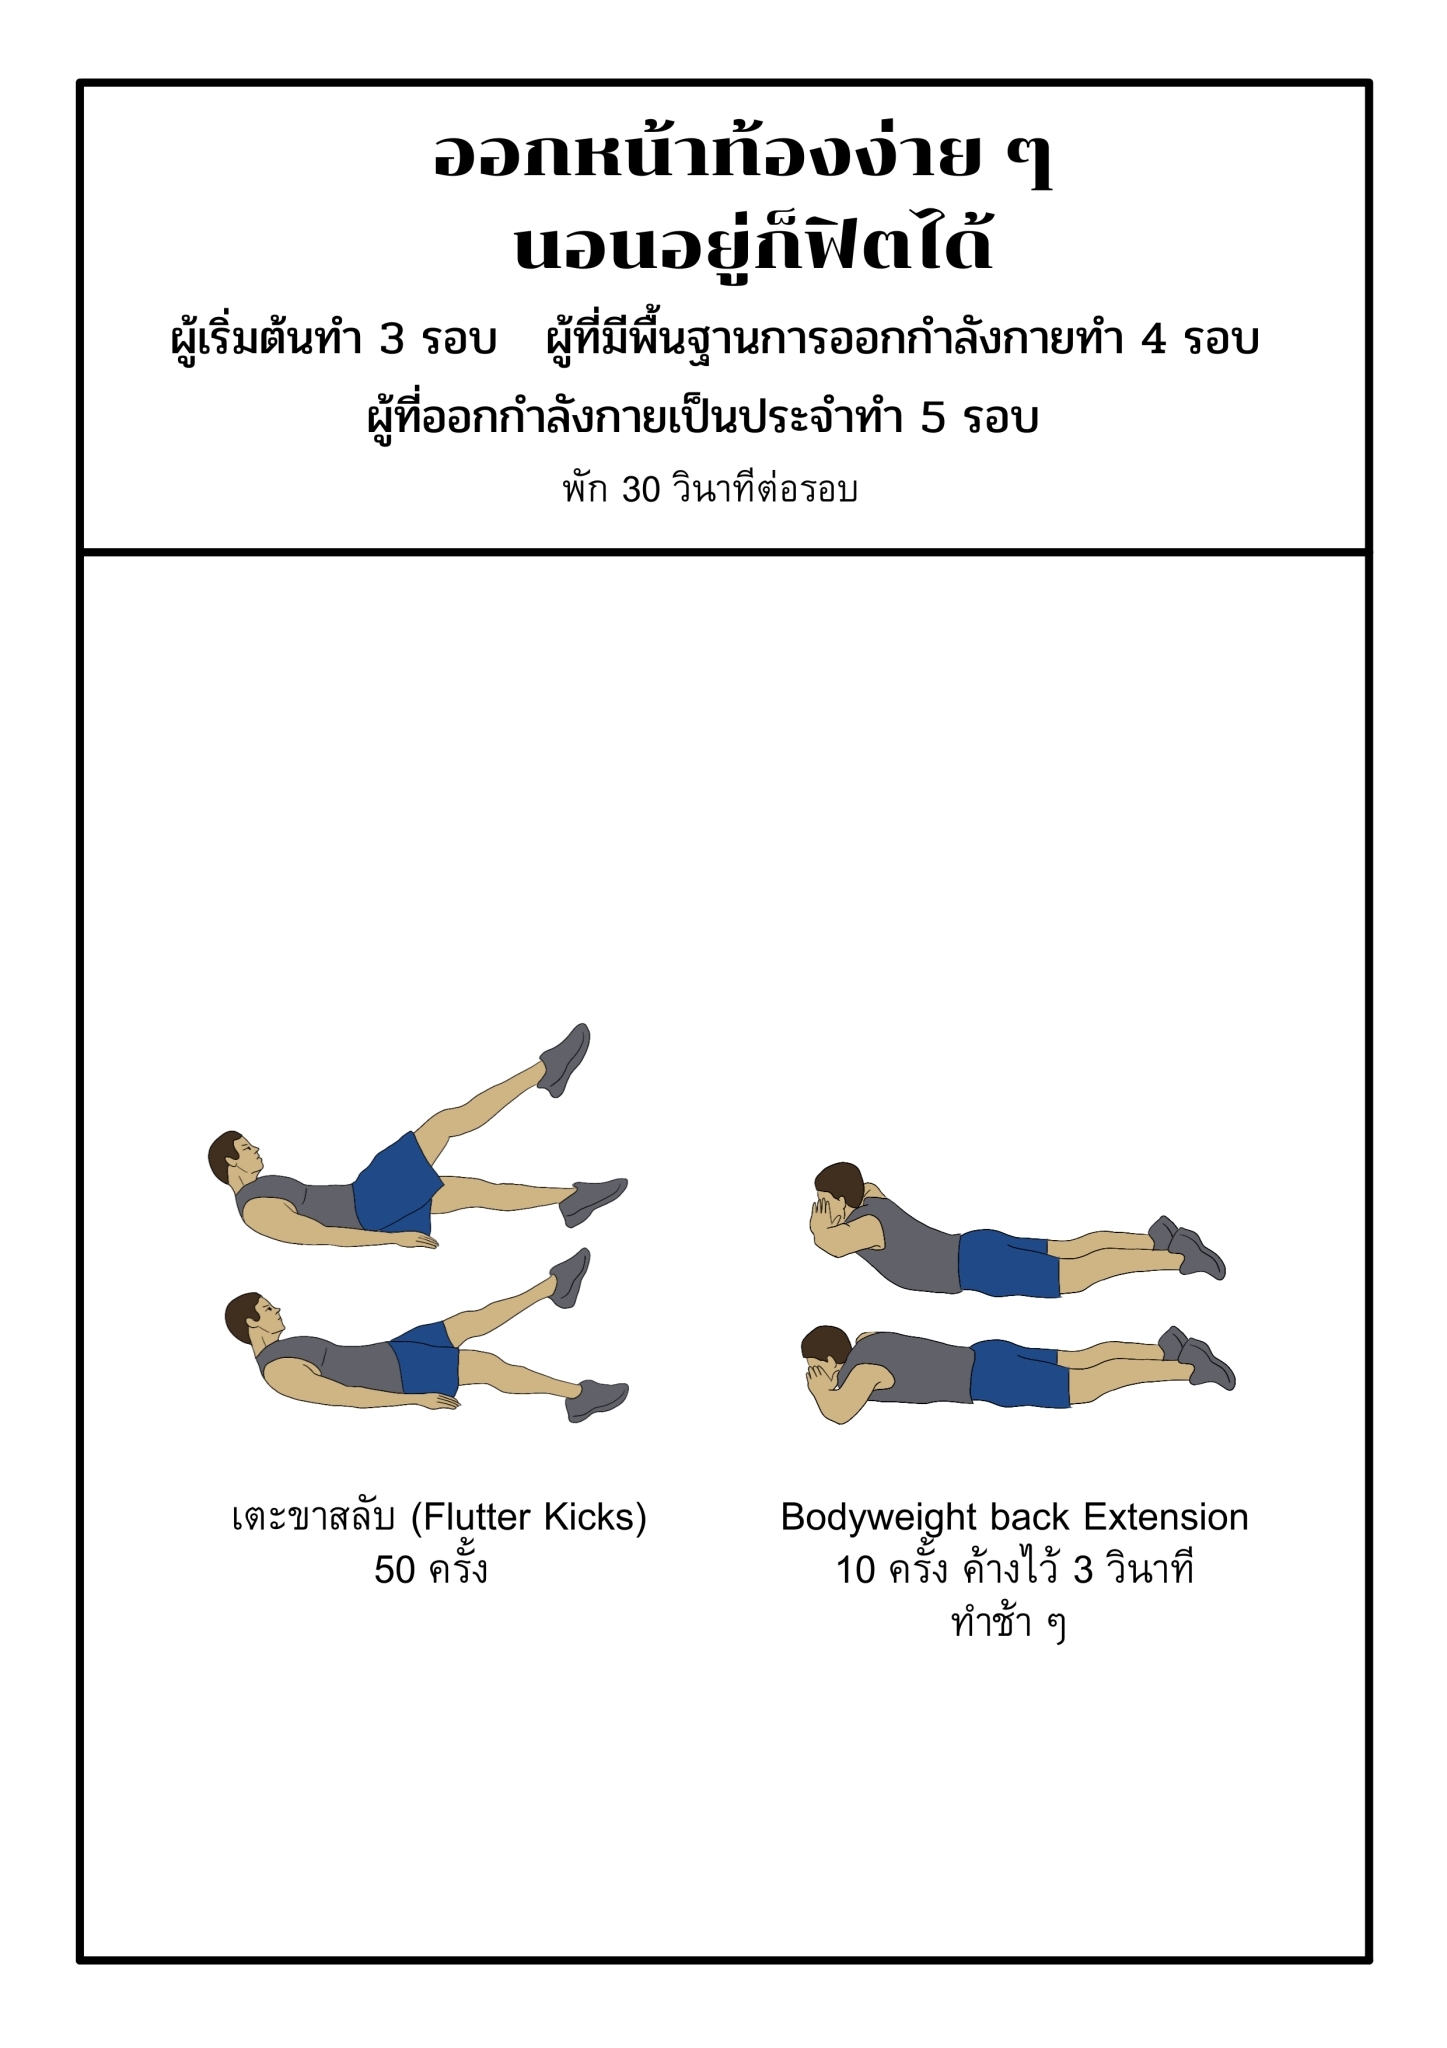 ออกหน้าท้องง่าย ๆ
นอนอยู่ก็ฟิตได้
ผู้เริ่มต้นทำ 3 รอบ ผู้ที่มีพื้นฐานการออกกำลังกายทำ 4 รอบ
ผู้ที่ออกกำลังกายเป็นประจำทำ 5 รอบ
พัก 30 วินาทีต่อรอบ
เตะขาสลับ (Flutter Kicks)
50 ครั้ง
Bodyweight back Extension
10 ครั้ง ค้างไว้ 3 วินาที
ทำช้า ๆ